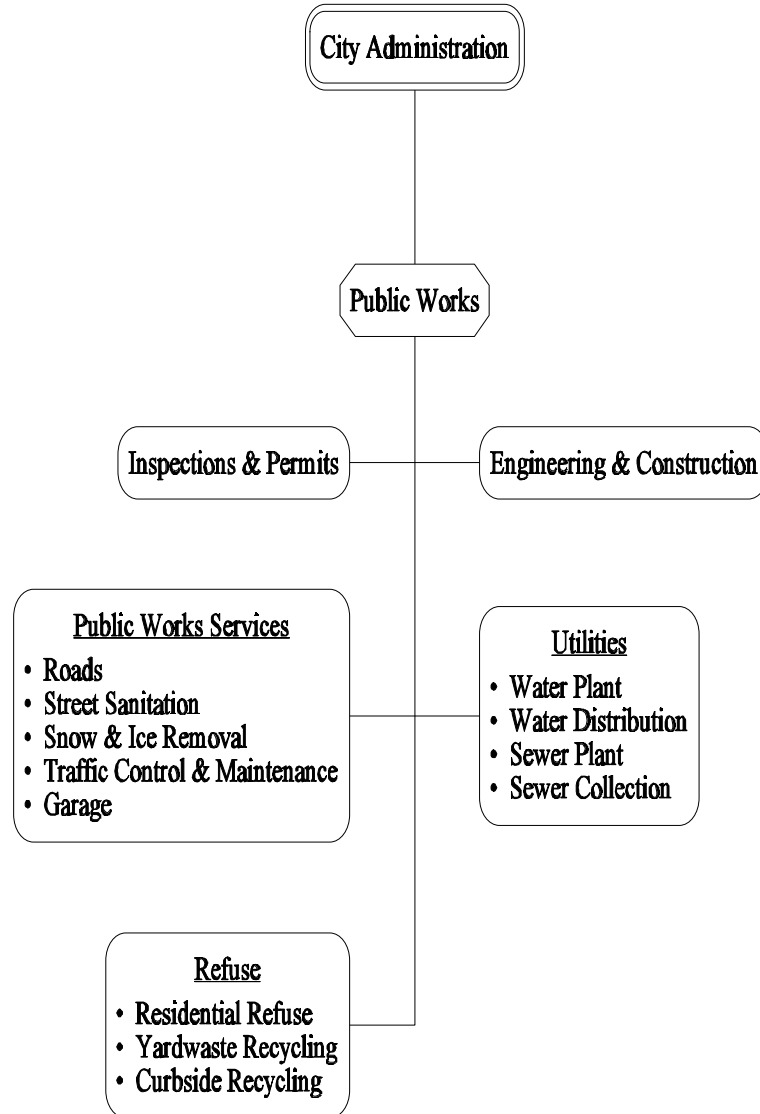 City Administration
Public Works
Inspections & Permits
Engineering & Construction
Public Works Services
• Roads
• Street Sanitation
• Snow & Ice Removal
• Traffic Control & Maintenance
• Garage
Utilities
• Water Plant
• Water Distribution
• Sewer Plant
• Sewer Collection
Refuse
• Residential Refuse
• Yardwaste Recycling
• Curbside Recycling